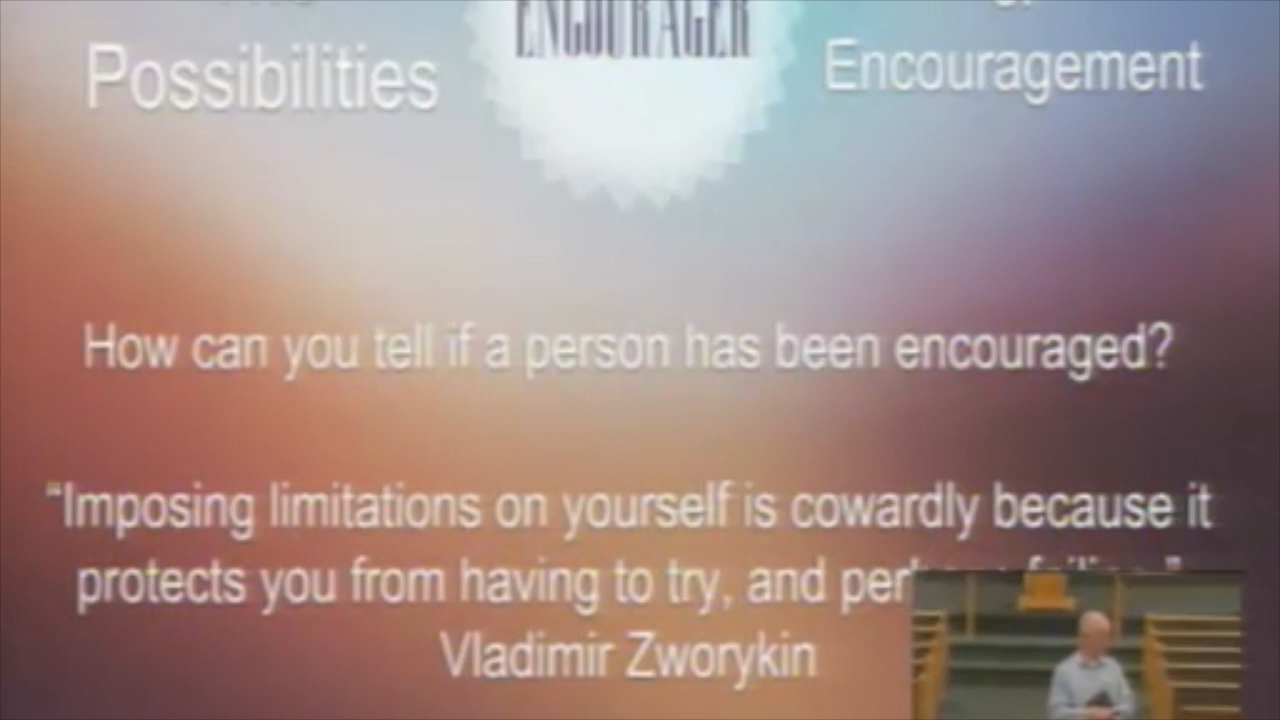 ENCOURAGER
Possibilities
Encouragement
How can you tell if a person has been encouraged?
“Imposing limitations on yourself is cowardly because it
protects you from having to try, and
Vladimir Zworykin